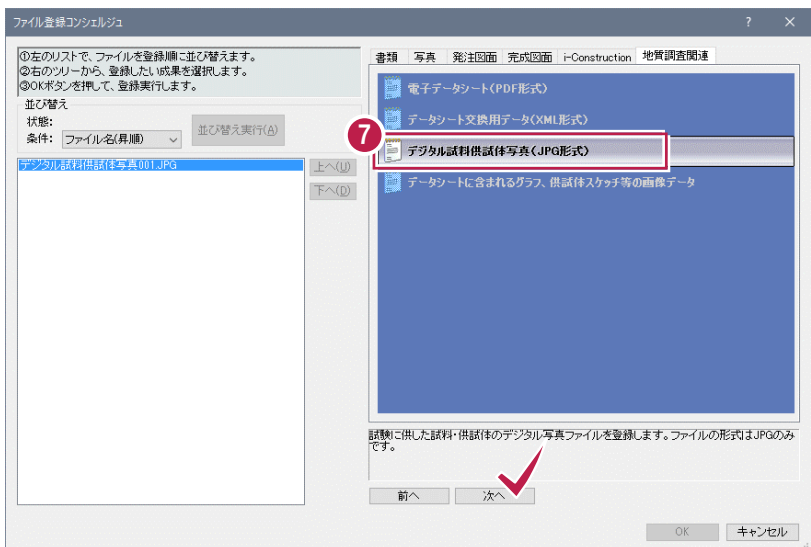 ファイル登録コンシェルジュ
?
×
①左のリストで、ファイルを登録順に並び替えます。
②右のツリーから、登録したい成果を選択します。
③OKボタンを押して、登録実行します。
並び替え
状態:
条件: ファイル名(昇順)
並び替え実行(A)
デジタル試料供試体写真001.JPG
上へ(U)
下へ(D)
書類 写真 発注図面 完成図面 i-Construction 地質調査関連
電子データシート(PDF形式)
データシート交換用データ(XML形式)
7
デジタル試料供試体写真(JPG形式)
データシートに含まれるグラフ、供試体スケッチ等の画像データ
試験に供した試料・供試体のデジタル写真ファイルを登録します。ファイルの形式はJPGのみ
です。
前へ
次へ
OK
キャンセル